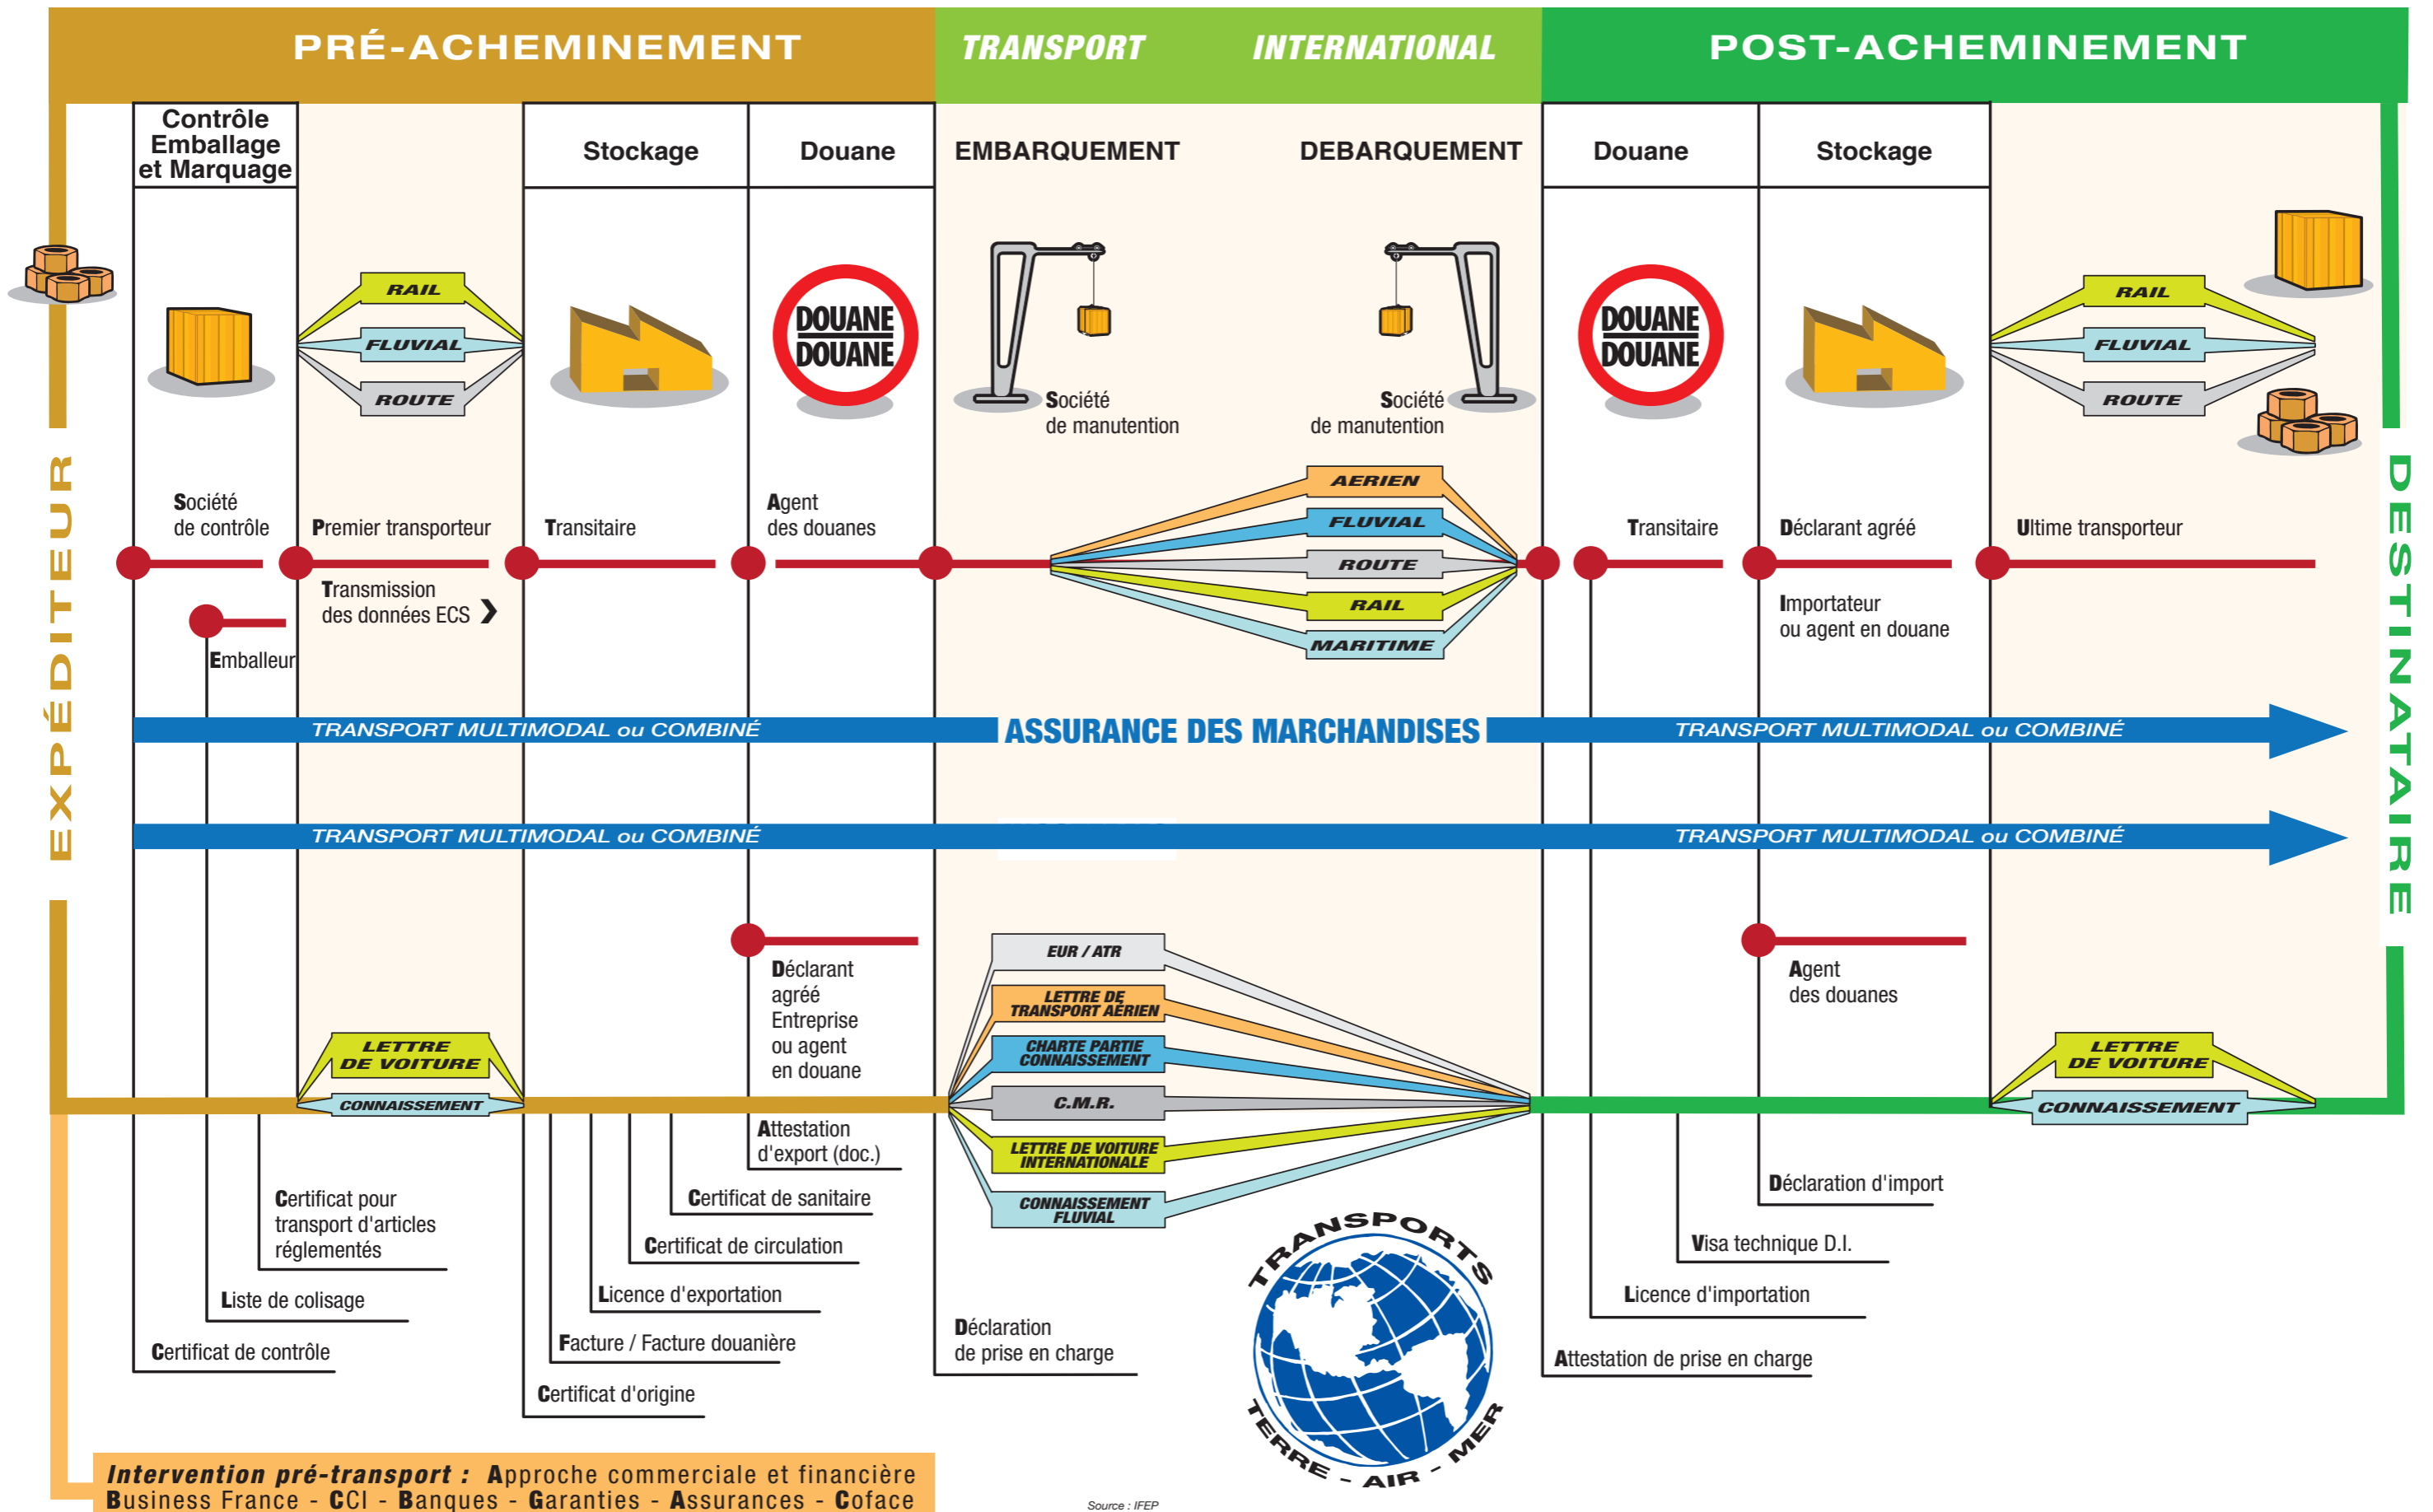 PRÉ-ACHEMINEMENT
TRANSPORT INTERNATIONAL
POST-ACHEMINEMENT
Contrôle
Emballage
et Marquage
Stockage
Douane
EMBARQUEMENT
DEBARQUEMENT
Douane
Stockage
RAIL
FLUVIAL
ROUTE
DOUANE
DOUANE
Société
de manutention
Société
de manutention
DOUANE
DOUANE
RAIL
FLUVIAL
ROUTE
EXPÉDITEUR
DESTINATAIRE
Société
de contrôle
Premier transporteur
Transitaire
Agent
des douanes
AERIEN
FLUVIAL
ROUTE
RAIL
MARITIME
Transitaire
Déclarant agréé
Ultime transporteur
Transmission
des données ECS
Emballeur
Importateur
ou agent en douane
TRANSPORT MULTIMODAL ou COMBINÉ
ASSURANCE DES MARCHANDISES
TRANSPORT MULTIMODAL ou COMBINÉ
TRANSPORT MULTIMODAL ou COMBINÉ
TRANSPORT MULTIMODAL ou COMBINÉ
Déclarant
agréé
Entreprise
ou agent
en douane
EUR / ATR
LETTRE DE
TRANSPORT AÉRIEN
CHARTE PARTIE
CONNAISSEMENT
C.M.R.
LETTRE DE VOITURE
INTERNATIONALE
CONNAISSEMENT
FLUVIAL
Agent
des douanes
LETTRE
DE VOITURE
CONNAISSEMENT
LETTRE
DE VOITURE
CONNAISSEMENT
Attestation
d'export (doc.)
Certificat pour
transport d'articles
réglementés
Certificat de sanitaire
Certificat de circulation
Liste de colisage
Licence d'exportation
Certificat de contrôle
Facture / Facture douanière
Certificat d'origine
Déclaration
de prise en charge
Déclaration d'import
Visa technique D.I.
Licence d'importation
Attestation de prise en charge
TRANSPORTS
TERRE - AIR - MER
Intervention pré-transport : Approche commerciale et financière
Business France - CCI - Banques - Garanties - Assurances - Coface
Source : IFEP